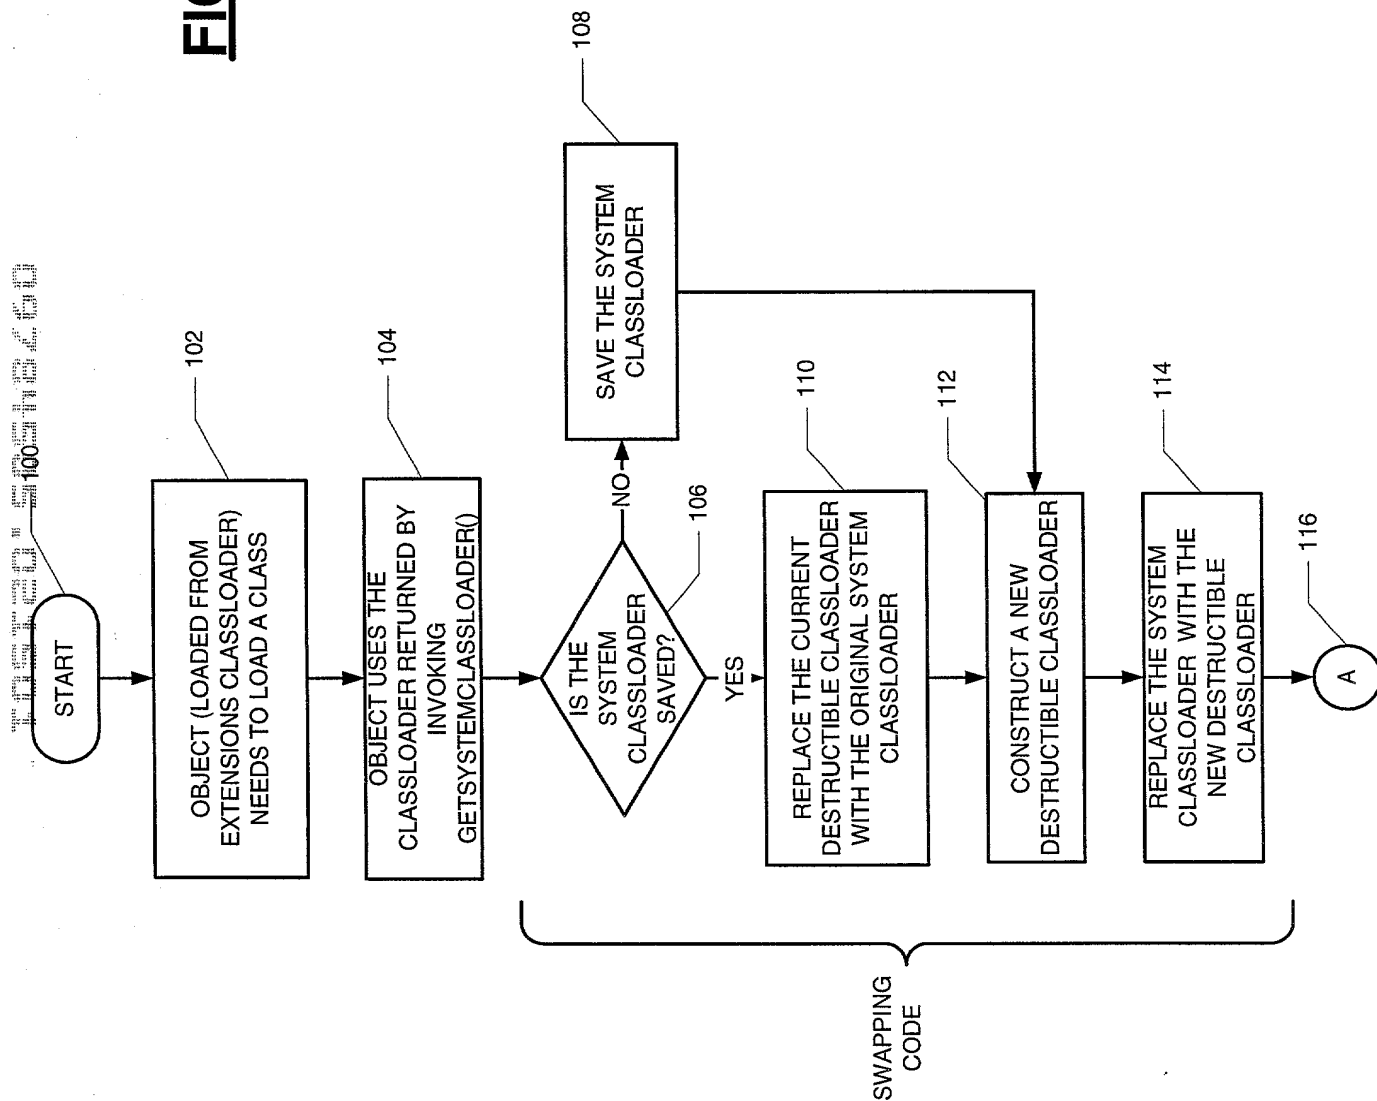 FIG
100
START
102
OBJECT (LOADED FROM
EXTENSIONS CLASSLOADER)
NEEDS TO LOAD A CLASS
104
OBJECT USES THE
CLASSLOADER RETURNED BY
INVOKING
GETSYSTEMCLASSLOADER()
106
IS THE
SYSTEM
CLASSLOADER
SAVED?
NO
108
SAVE THE SYSTEM
CLASSLOADER
YES
110
REPLACE THE CURRENT
DESTRUCTIBLE CLASSLOADER
WITH THE ORIGINAL SYSTEM
CLASSLOADER
112
CONSTRUCT A NEW
DESTRUCTIBLE CLASSLOADER
114
REPLACE THE SYSTEM
CLASSLOADER WITH THE
NEW DESTRUCTIBLE
CLASSLOADER
116
A
SWAPPING
CODE